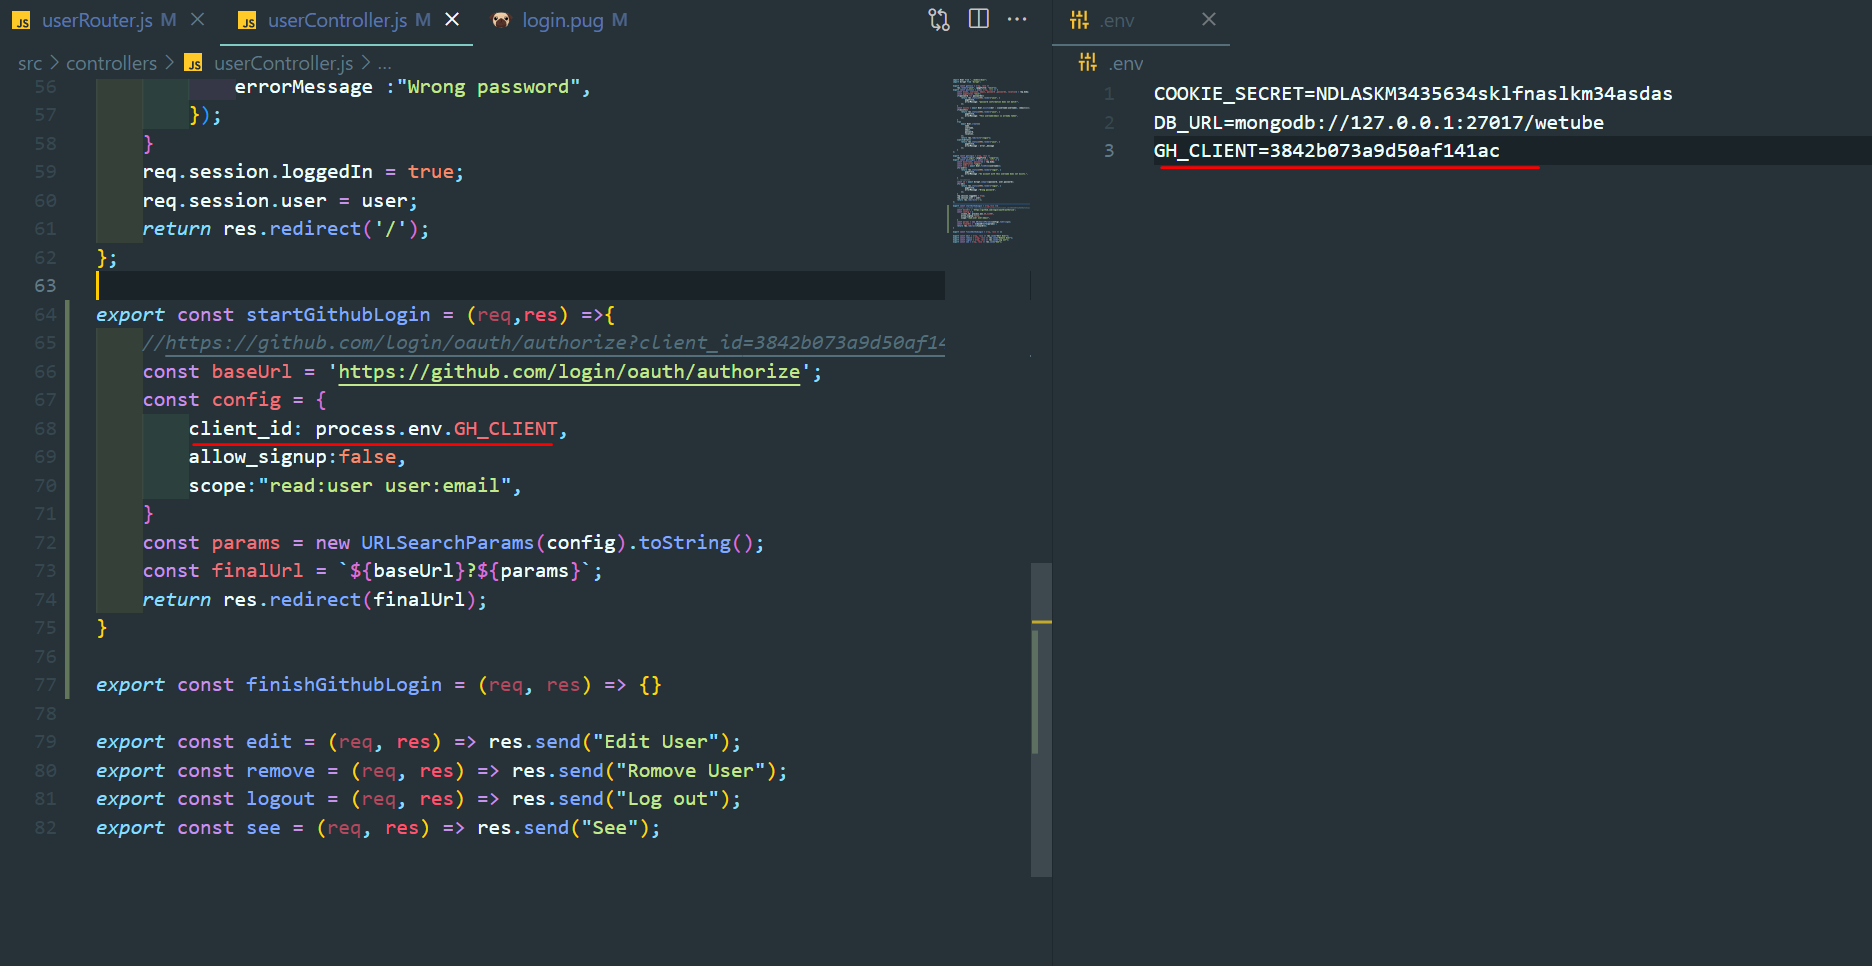 JS userRouter.js M
JS userController.js M
login.pug M
src > controllers > JS userController.js > ...
56 errorMessage :"Wrong password",
57 });
58 }
59 req.session.loggedIn = true;
60 req.session.user = user;
61 return res.redirect('/');
62 };
63
64 export const startGithubLogin = (req,res) =>{
65 //https://github.com/login/oauth/authorize?client_id=3842b073a9d50af14
66 const baseUrl = 'https://github.com/login/oauth/authorize';
67 const config = {
68 client_id: process.env.GH_CLIENT,
69 allow_signup:false,
70 scope:"read:user user:email",
71 }
72 const params = new URLSearchParams(config).toString();
73 const finalUrl = `${baseUrl}?${params}`;
74 return res.redirect(finalUrl);
75 }
76
77 export const finishGithubLogin = (req, res) => {}
78
79 export const edit = (req, res) => res.send("Edit User");
80 export const remove = (req, res) => res.send("Romove User");
81 export const logout = (req, res) => res.send("Log out");
82 export const see = (req, res) => res.send("See");
.env
.env
1 COOKIE_SECRET=NDLASKM3435634sklfnaslkm34asdas
2 DB_URL=mongodb://127.0.0.1:27017/wetube
3 GH_CLIENT=3842b073a9d50af141ac